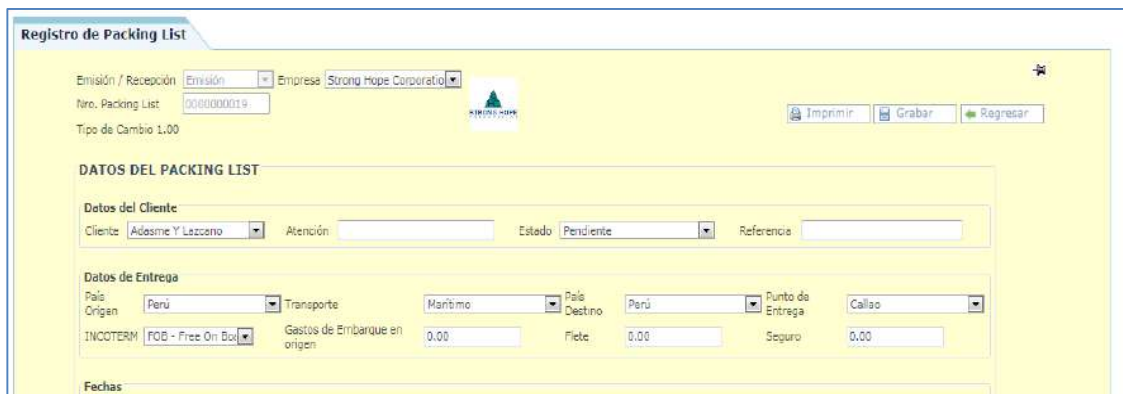 Registro de Packing List
Emisión / Recepción Emisión Empresa Strong Hope Corporatio
Nro. Packing List 0000000019
STRONG HOPE
Imprimir Grabar Regresar
Tipo de Cambio 1.00
DATOS DEL PACKING LIST
Datos del Cliente
Cliente Adasme Y Lazcano Atención Estado Pendiente Referencia
Datos de Entrega
País Origen Perú Transporte Marítimo País Destino Perú Punto de Entrega Callao
INCOTERM FOB - Free On Boa Gastos de Embarque en origen 0.00 Flete 0.00 Seguro 0.00
Fechas